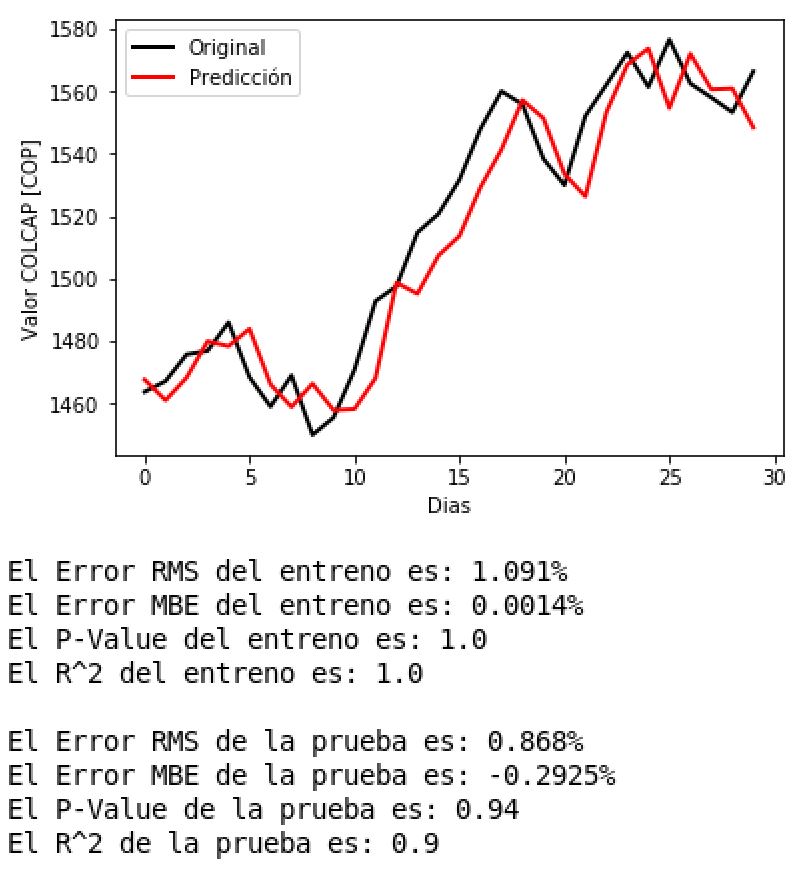 1580
1560
1540
1520
1500
1480
1460
Valor COLCAP [COP]
Original
Predicción
0 5 10 15 20 25 30
Dias
El Error RMS del entreno es: 1.091%
El Error MBE del entreno es: 0.0014%
El P-Value del entreno es: 1.0
El R^2 del entreno es: 1.0
El Error RMS de la prueba es: 0.868%
El Error MBE de la prueba es: -0.2925%
El P-Value de la prueba es: 0.94
El R^2 de la prueba es: 0.9